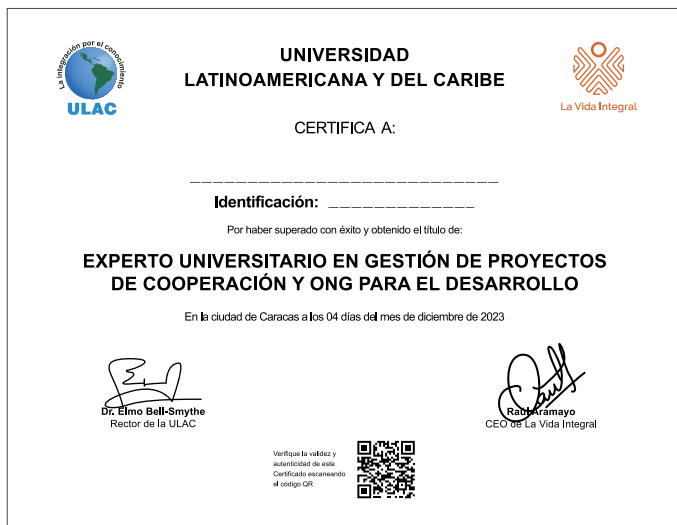 La integración por el conocimiento
ULAC
UNIVERSIDAD
LATINOAMERICANA Y DEL CARIBE
La Vida Integral
CERTIFICA A:
___________________________
Identificación: _____________
Por haber superado con éxito y obtenido el título de:
EXPERTO UNIVERSITARIO EN GESTIÓN DE PROYECTOS
DE COOPERACIÓN Y ONG PARA EL DESARROLLO
En la ciudad de Caracas a los 04 días del mes de diciembre de 2023
Dr. Elmo Bell-Smythe
Rector de la ULAC
Raúl Aramayo
CEO de La Vida Integral
Verifique la validez y
autenticidad de este
Certificado escaneando
el código QR